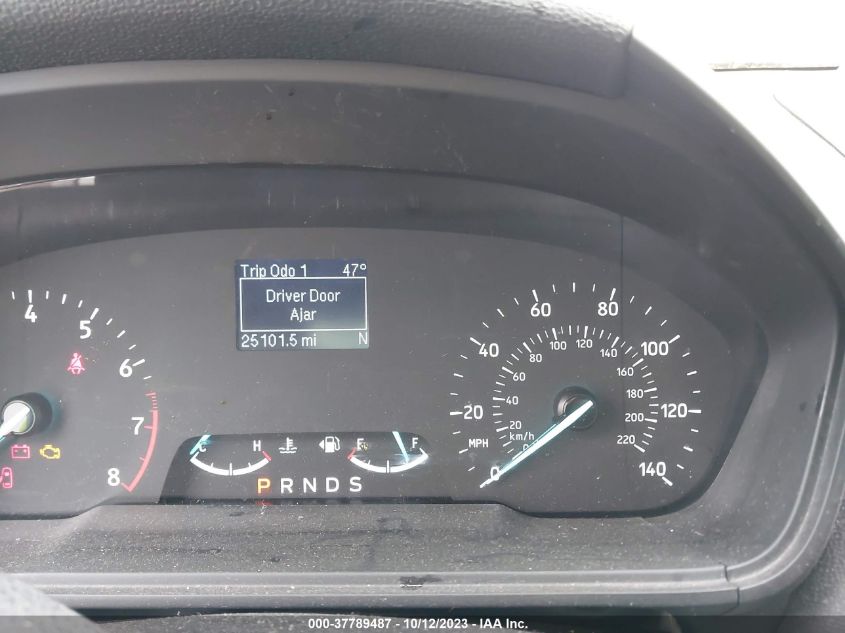 Trip Odo 1 47°
Driver Door
Ajar
25101.5 mi N
4 5 6 7 8
C H
E F
P R N D S
0 20 40 60 80 100 120 140
MPH
20 40 60 80 100 120 140 160 180 200 220
km/h
000-37789487 - 10/12/2023 - IAA Inc.